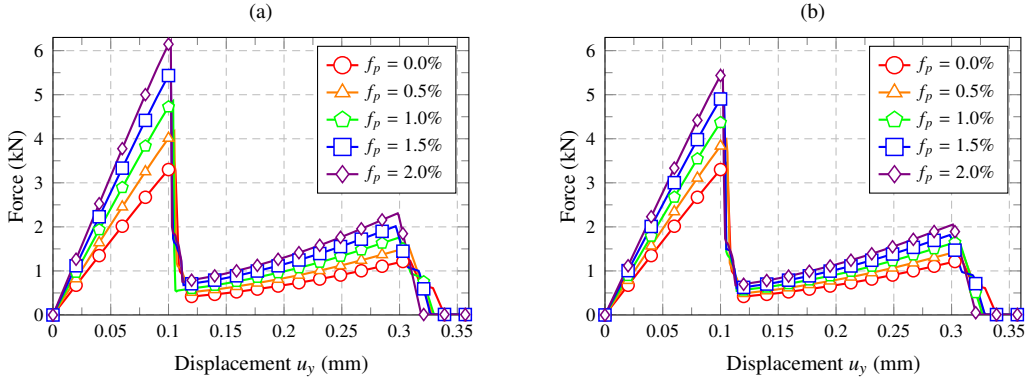 (a)
6
5
4
3
2
1
0
0
0.05
0.1
0.15
0.2
0.25
0.3
0.35
Force (kN)
Displacement u_y (mm)
f_p = 0.0%
f_p = 0.5%
f_p = 1.0%
f_p = 1.5%
f_p = 2.0%
(b)
6
5
4
3
2
1
0
0
0.05
0.1
0.15
0.2
0.25
0.3
0.35
Force (kN)
Displacement u_y (mm)
f_p = 0.0%
f_p = 0.5%
f_p = 1.0%
f_p = 1.5%
f_p = 2.0%